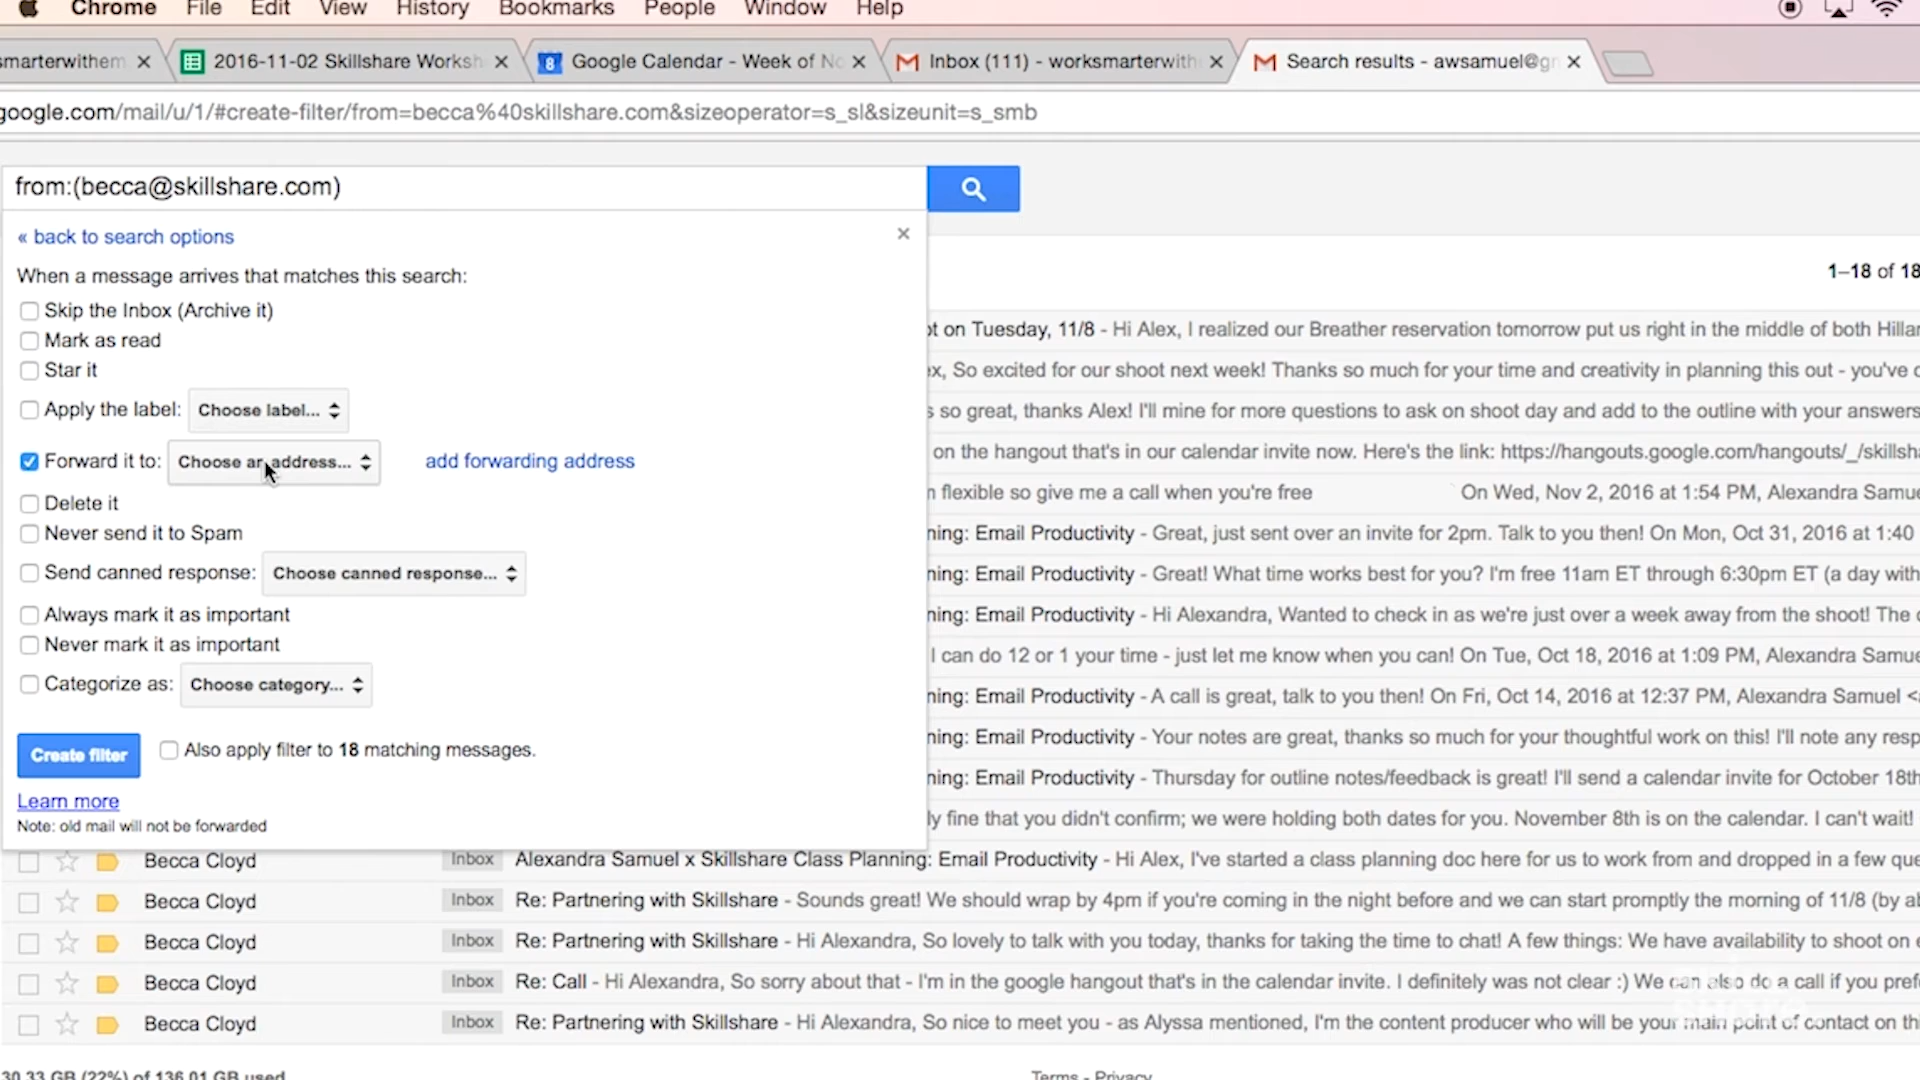 Chrome File Edit View History Bookmarks People Window Help
smarterwithem 2016-11-02 Skillshare Worksh Google Calendar - Week of No Inbox (111) - worksmarterwith Search results - awsamuel@gm
google.com/mail/u/1/#create-filter/from=becca%40skillshare.com&sizeoperator=s_sl&sizeunit=s_smb
from:(becca@skillshare.com)
« back to search options
When a message arrives that matches this search:
1–18 of 18
Skip the Inbox (Archive it)
ot on Tuesday, 11/8 - Hi Alex, I realized our Breather reservation tomorrow put us right in the middle of both Hillar
Mark as read
Star it
ex, So excited for our shoot next week! Thanks so much for your time and creativity in planning this out - you've c
Apply the label: Choose label...
s so great, thanks Alex! I'll mine for more questions to ask on shoot day and add to the outline with your answers
Forward it to: Choose an address... add forwarding address
on the hangout that's in our calendar invite now. Here's the link: https://hangouts.google.com/hangouts/_/skillsha
Delete it
n flexible so give me a call when you're free On Wed, Nov 2, 2016 at 1:54 PM, Alexandra Samue
Never send it to Spam
ning: Email Productivity - Great, just sent over an invite for 2pm. Talk to you then! On Mon, Oct 31, 2016 at 1:40
Send canned response: Choose canned response...
ning: Email Productivity - Great! What time works best for you? I'm free 11am ET through 6:30pm ET (a day with
Always mark it as important
ning: Email Productivity - Hi Alexandra, Wanted to check in as we're just over a week away from the shoot! The c
Never mark it as important
I can do 12 or 1 your time - just let me know when you can! On Tue, Oct 18, 2016 at 1:09 PM, Alexandra Samue
Categorize as: Choose category...
ning: Email Productivity - A call is great, talk to you then! On Fri, Oct 14, 2016 at 12:37 PM, Alexandra Samuel <
ning: Email Productivity - Your notes are great, thanks so much for your thoughtful work on this! I'll note any resp
Create filter Also apply filter to 18 matching messages.
ning: Email Productivity - Thursday for outline notes/feedback is great! I'll send a calendar invite for October 18th
Learn more
Note: old mail will not be forwarded
ly fine that you didn't confirm; we were holding both dates for you. November 8th is on the calendar. I can't wait!
Becca Cloyd Inbox Alexandra Samuel x Skillshare Class Planning: Email Productivity - Hi Alex, I've started a class planning doc here for us to work from and dropped in a few que
Becca Cloyd Inbox Re: Partnering with Skillshare - Sounds great! We should wrap by 4pm if you're coming in the night before and we can start promptly the morning of 11/8 (by al
Becca Cloyd Inbox Re: Partnering with Skillshare - Hi Alexandra, So lovely to talk with you today, thanks for taking the time to chat! A few things: We have availability to shoot on
Becca Cloyd Inbox Re: Call - Hi Alexandra, So sorry about that - I'm in the google hangout that's in the calendar invite. I definitely was not clear :) We can also do a call if you pref
Becca Cloyd Inbox Re: Partnering with Skillshare - Hi Alexandra, So nice to meet you - as Alyssa mentioned, I'm the content producer who will be your main point of contact on th
30.33 GB (22%) of 136.01 GB used Terms - Privacy